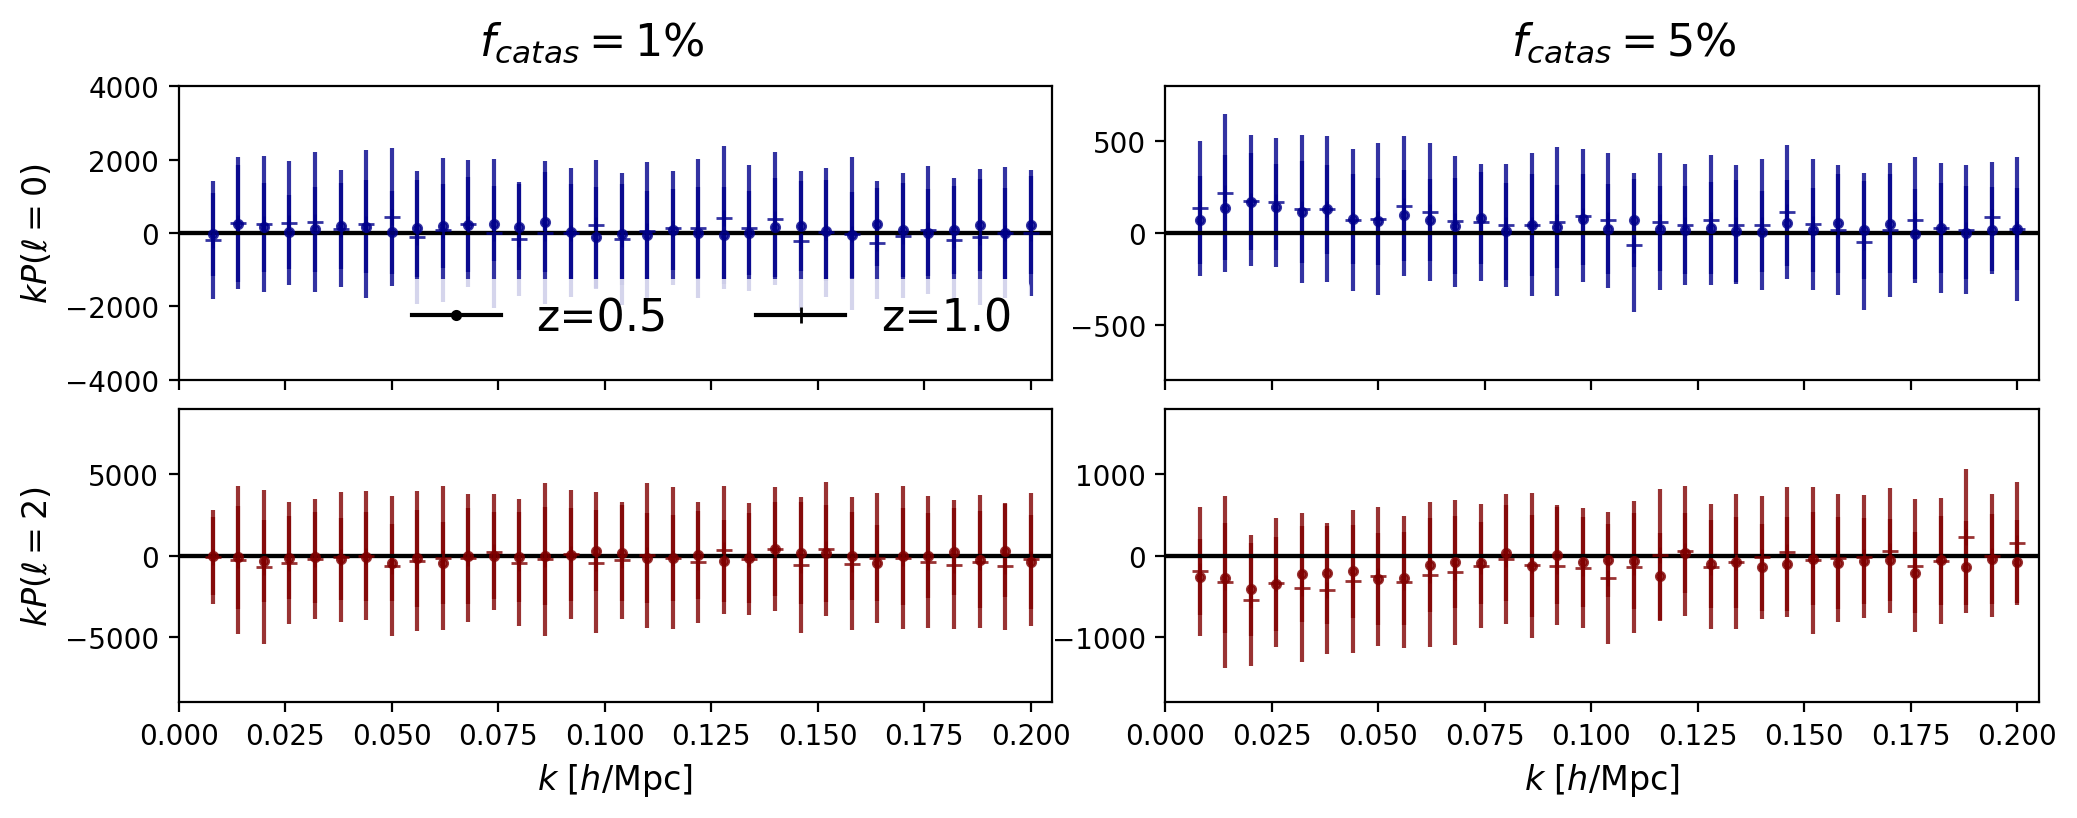 f_catas = 1%
f_catas = 5%
kP(ℓ = 0)
4000
2000
0
−2000
−4000
z=0.5 z=1.0
500
0
−500
kP(ℓ = 2)
5000
0
−5000
1000
0
−1000
0.000 0.025 0.050 0.075 0.100 0.125 0.150 0.175 0.200
0.000 0.025 0.050 0.075 0.100 0.125 0.150 0.175 0.200
k [h/Mpc]
k [h/Mpc]